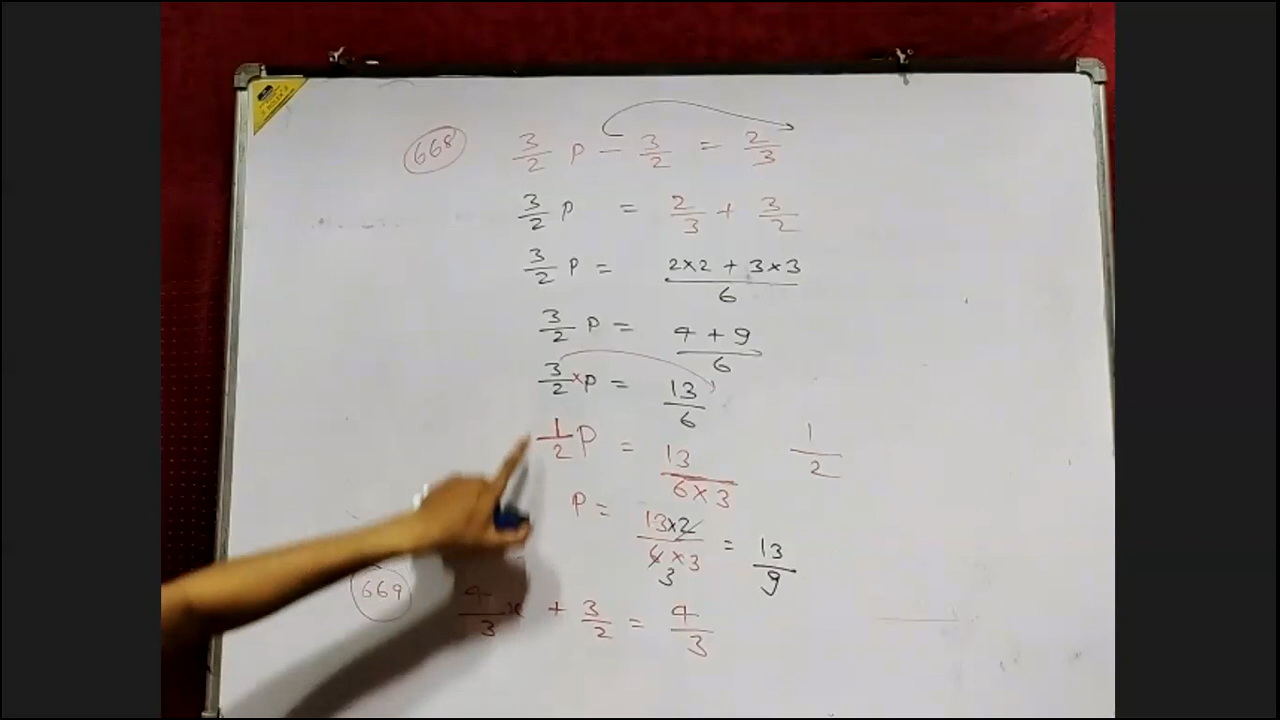 668 3/2 P - 3/2 = 2/3
3/2 P = 2/3 + 3/2
3/2 P = 2×2 + 3×3 / 6
3/2 P = 4 + 9 / 6
3/2 × P = 13/6
1/2 P = 13 / 6×3 1/2
P = 13×2 / 6×3 3 = 13/9
669 4/3 x + 3/2 = 4/3